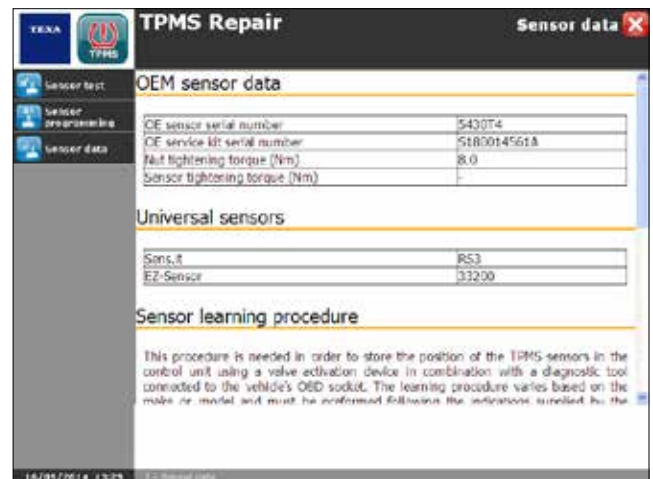 TEXA
TPMS
TPMS Repair
Sensor data
Sensor test
Sensor programming
Sensor data
OEM sensor data
OE sensor serial number S430T4
OE service kit serial number S180014561A
Nut tightening torque (Nm) 8.0
Sensor tightening torque (Nm) -
Universal sensors
Sens.it RS3
EZ-Sensor 33200
Sensor learning procedure
This procedure is needed in order to store the position of the TPMS sensors in the
control unit using a valve activation device in combination with a diagnostic tool
connected to the vehicle's OBD socket. The learning procedure varies based on the
make or model and must be preformed following the indications supplied by the